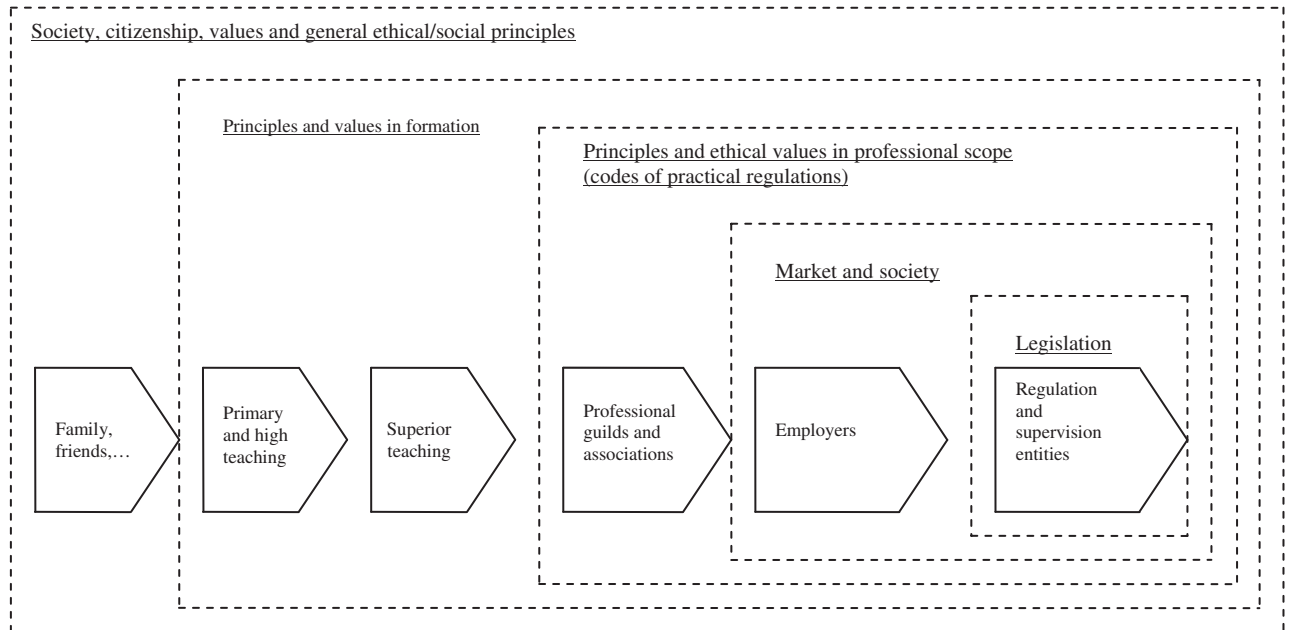 Society, citizenship, values and general ethical/social principles
Principles and values in formation
Principles and ethical values in professional scope
(codes of practical regulations)
Market and society
Legislation
Family,
friends,…
Primary
and high
teaching
Superior
teaching
Professional
guilds and
associations
Employers
Regulation
and
supervision
entities